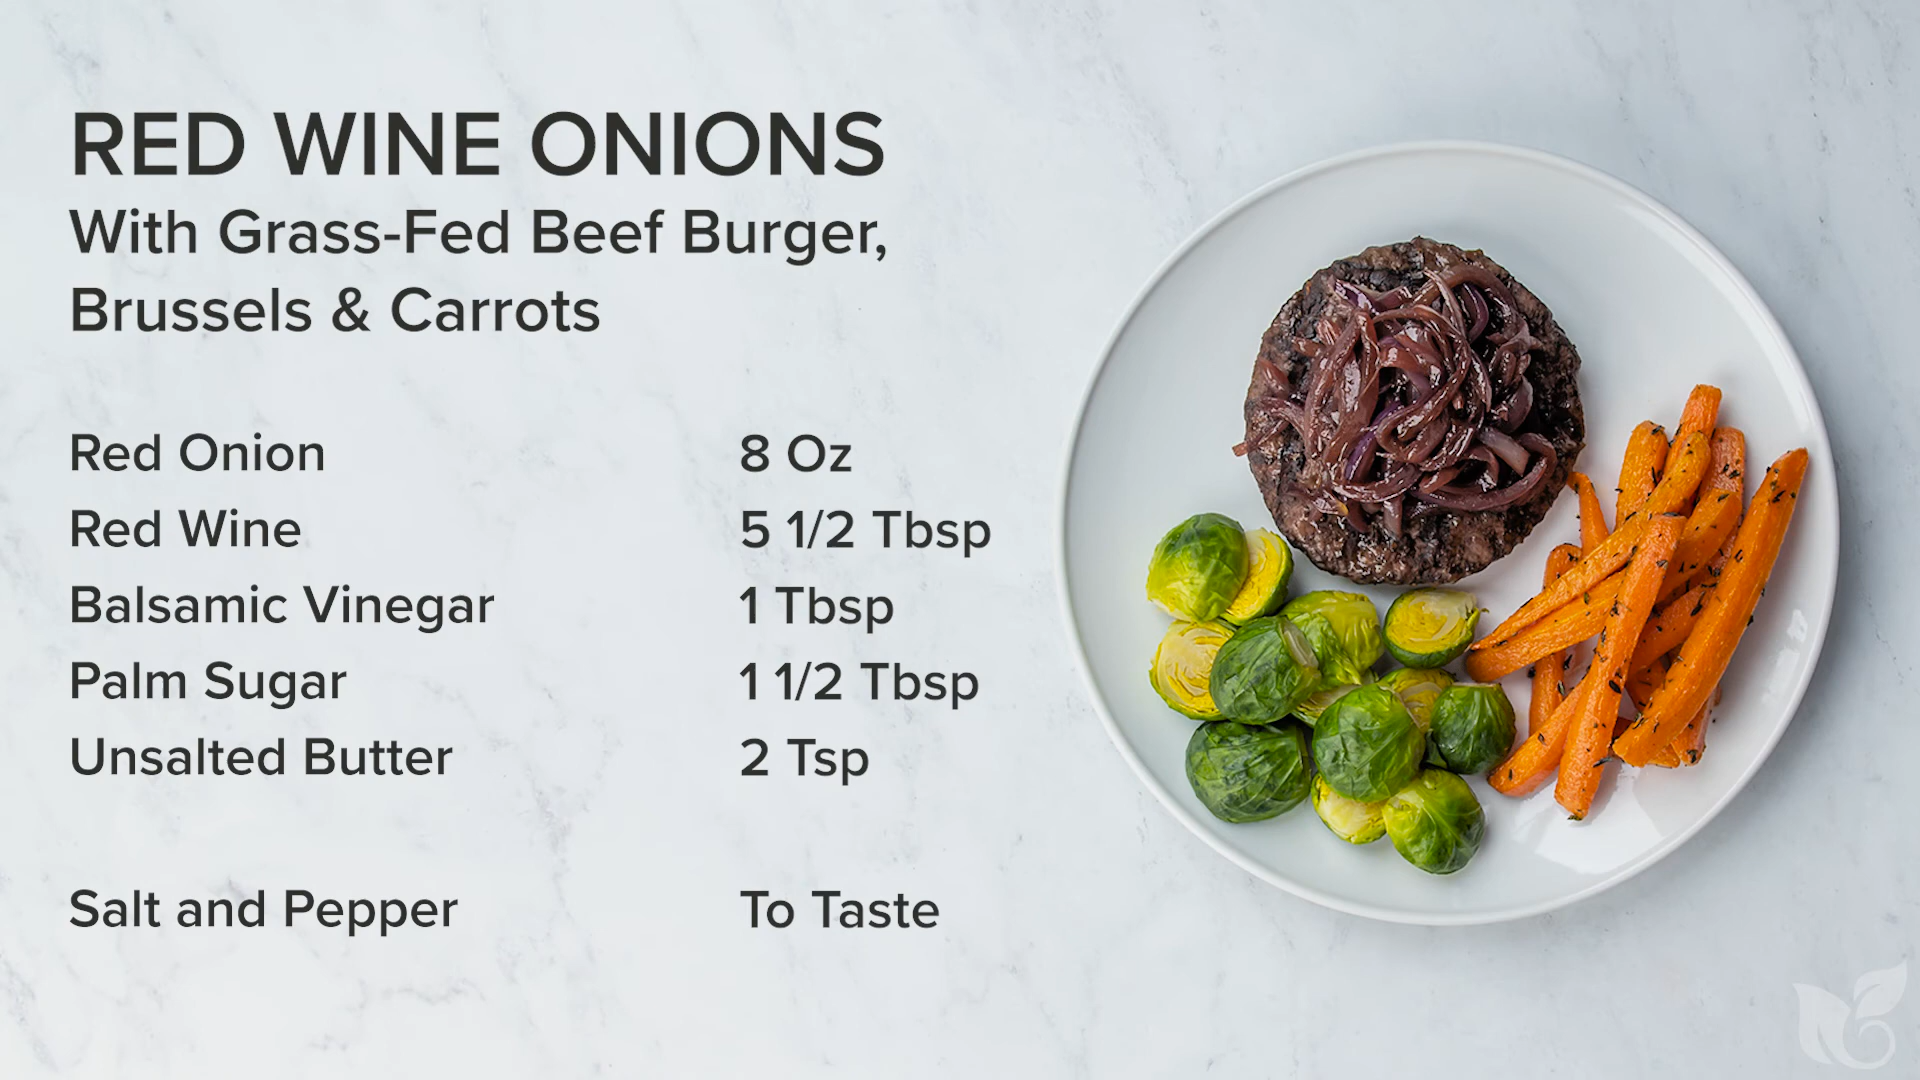 RED WINE ONIONS
With Grass-Fed Beef Burger,
Brussels & Carrots
Red Onion 8 Oz
Red Wine 5 1/2 Tbsp
Balsamic Vinegar 1 Tbsp
Palm Sugar 1 1/2 Tbsp
Unsalted Butter 2 Tsp
Salt and Pepper To Taste